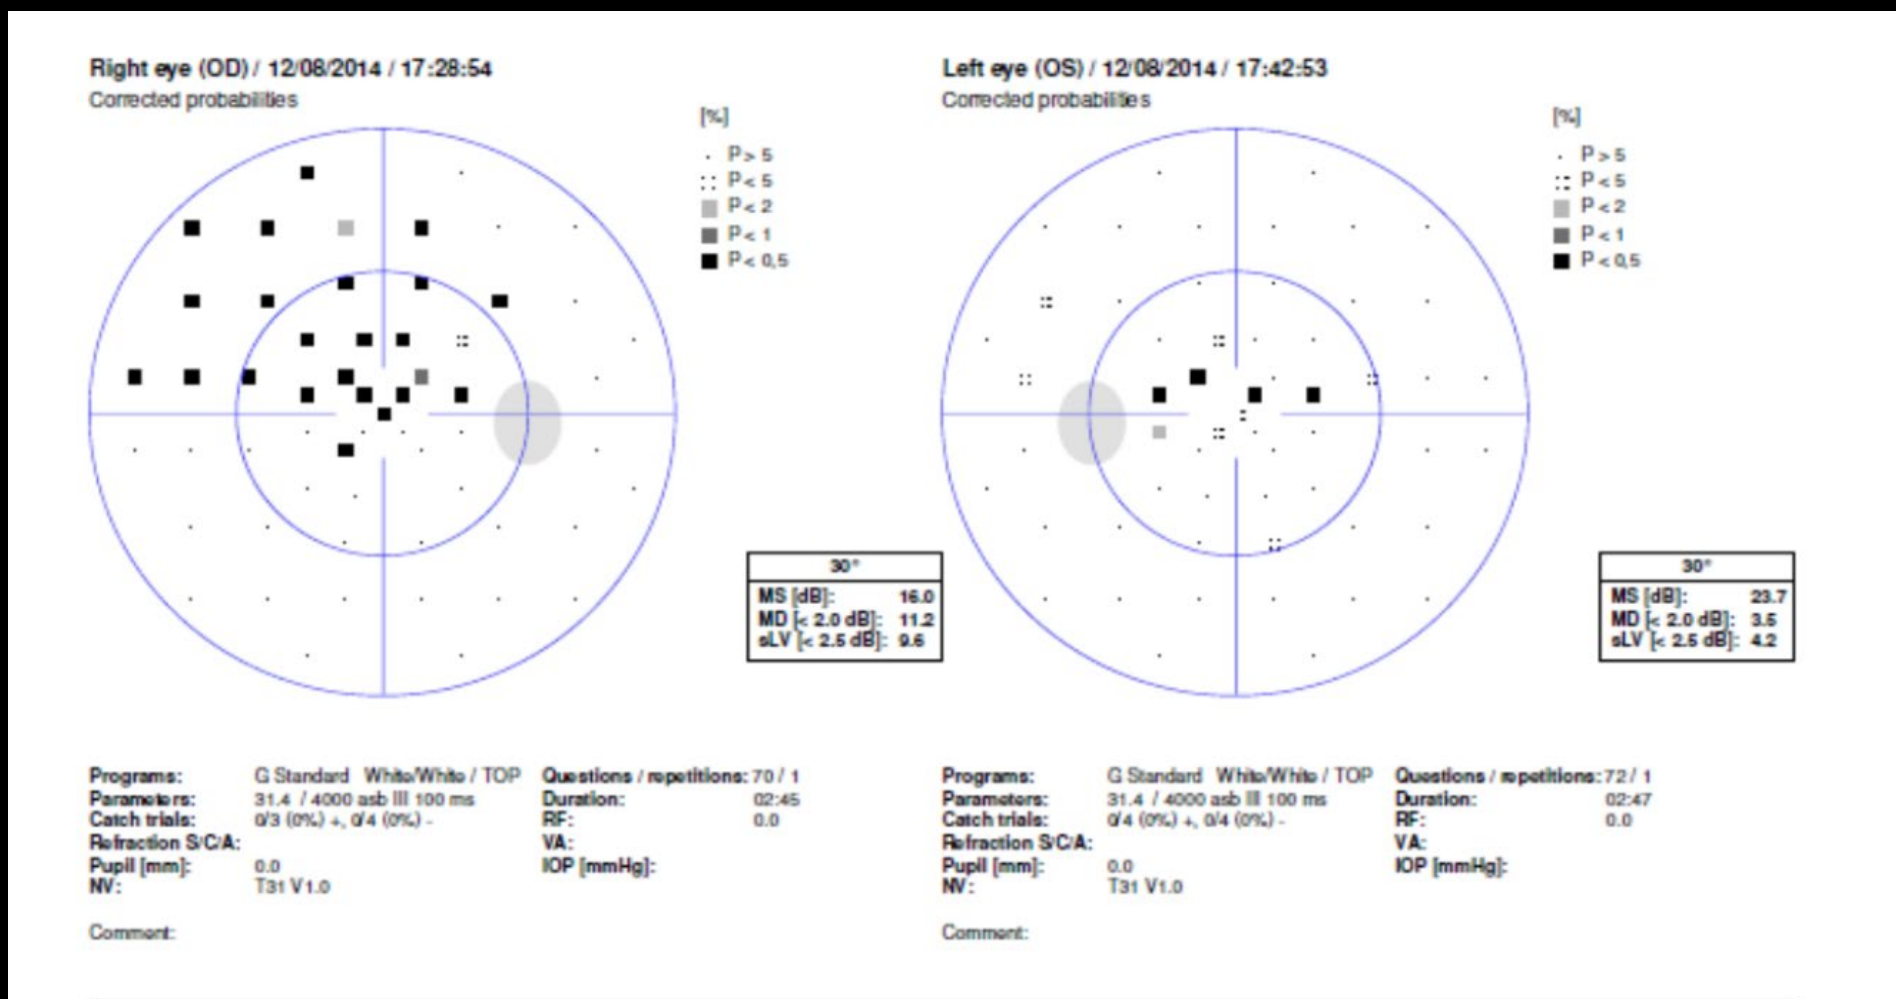 Right eye (OD) / 12/08/2014 / 17:28:54
Corrected probabilities
[%]
. P > 5
:: P < 5
P < 2
P < 1
P < 0,5
30°
MS [dB]: 16.0
MD [< 2.0 dB]: 11.2
sLV [< 2.5 dB]: 9.6
Programs: G Standard White/White / TOP
Parameters: 31.4 / 4000 asb III 100 ms
Catch trials: 0/3 (0%) +, 0/4 (0%) -
Refraction S/C/A:
Pupil [mm]: 0.0
NV: T31 V1.0
Questions / repetitions: 70 / 1
Duration: 02:45
RF: 0.0
VA:
IOP [mmHg]:
Comment:
Left eye (OS) / 12/08/2014 / 17:42:53
Corrected probabilities
[%]
. P > 5
:: P < 5
P < 2
P < 1
P < 0,5
30°
MS [dB]: 23.7
MD [< 2.0 dB]: 3.5
sLV [< 2.5 dB]: 4.2
Programs: G Standard White/White / TOP
Parameters: 31.4 / 4000 asb III 100 ms
Catch trials: 0/4 (0%) +, 0/4 (0%) -
Refraction S/C/A:
Pupil [mm]: 0.0
NV: T31 V1.0
Questions / repetitions: 72 / 1
Duration: 02:47
RF: 0.0
VA:
IOP [mmHg]:
Comment: